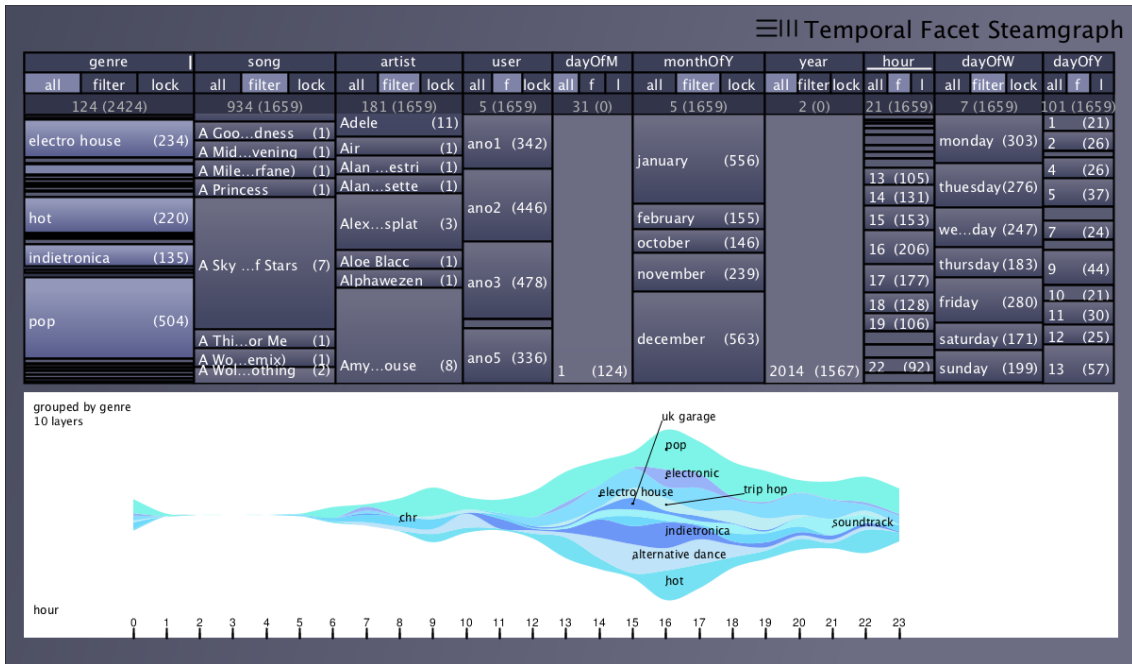 Temporal Facet Steamgraph
genre song artist user dayOfM monthOfY year hour dayOfW dayOfY
all filter lock all filter lock all filter lock all f lock all f l all filter lock all filter lock all f l all filter lock all f l
124 (2424) 934 (1659) 181 (1659) 5 (1659) 31 (0) 5 (1659) 2 (0) 21 (1659) 7 (1659) 101 (1659)
electro house (234)
hot (220)
indietronica (135)
pop (504)
A Goo...dness (1)
A Mid...vening (1)
A Mile...rfane) (1)
A Princess (1)
A Sky ...f Stars (7)
A Thi...or Me (1)
A Wo...emix) (1)
A Wol...othing (2)
Adele (11)
Air (1)
Alan ...estri (1)
Alan...sette (1)
Alex...splat (3)
Aloe Blacc (1)
Alphawezen (1)
Amy...ouse (8)
ano1 (342)
ano2 (446)
ano3 (478)
ano5 (336)
1 (124)
january (556)
february (155)
october (146)
november (239)
december (563)
2014 (1567)
13 (105)
14 (131)
15 (153)
16 (206)
17 (177)
18 (128)
19 (106)
22 (92)
monday (303)
thuesday(276)
we...day (247)
thursday (183)
friday (280)
saturday (171)
sunday (199)
1 (21)
2 (26)
4 (26)
5 (37)
7 (24)
9 (44)
10 (21)
11 (30)
12 (25)
13 (57)
grouped by genre
10 layers
uk garage
pop
electronic
electro house
trip hop
chr
soundtrack
indietronica
alternative dance
hot
hour
0 1 2 3 4 5 6 7 8 9 10 11 12 13 14 15 16 17 18 19 20 21 22 23